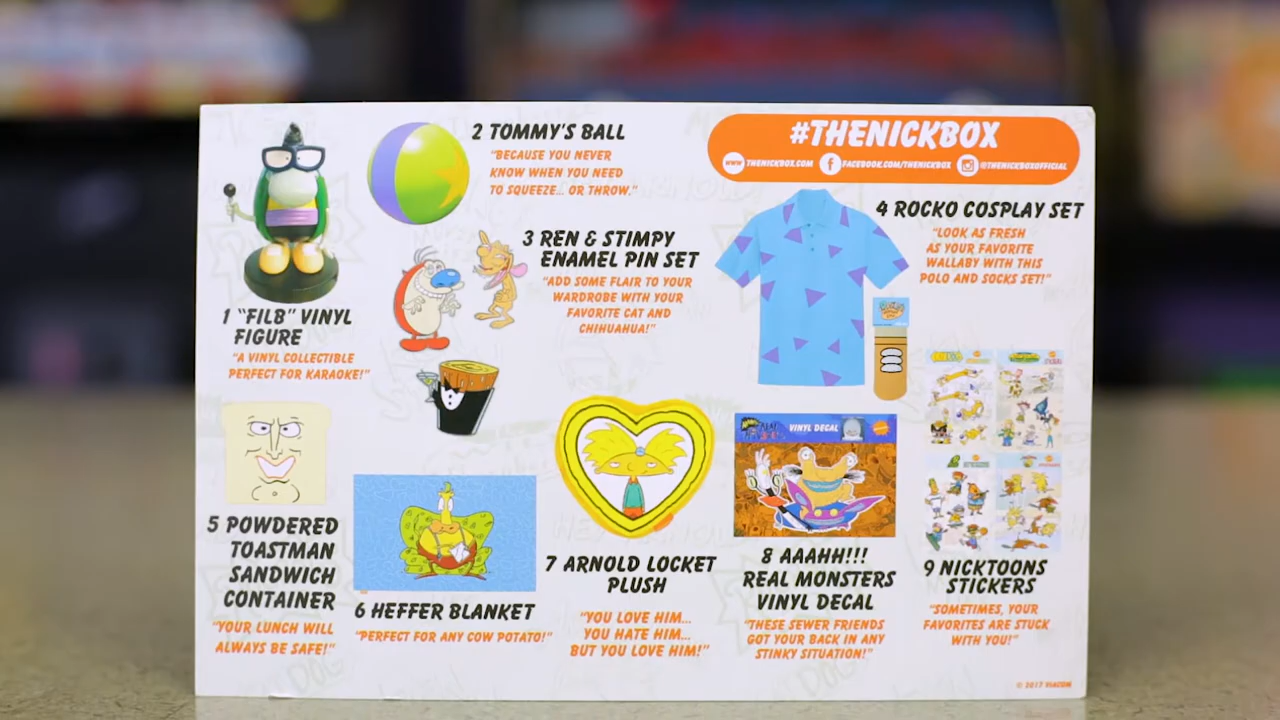 #THENICKBOX
WWW THENICKBOX.COM FACEBOOK.COM/THENICKBOX @THENICKBOXOFFICIAL
1 "FILB" VINYL
FIGURE
"A VINYL COLLECTIBLE
PERFECT FOR KARAOKE!"
2 TOMMY'S BALL
"BECAUSE YOU NEVER
KNOW WHEN YOU NEED
TO SQUEEZE... OR THROW."
3 REN & STIMPY
ENAMEL PIN SET
"ADD SOME FLAIR TO YOUR
WARDROBE WITH YOUR
FAVORITE CAT AND
CHIHUAHUA!"
4 ROCKO COSPLAY SET
"LOOK AS FRESH
AS YOUR FAVORITE
WALLABY WITH THIS
POLO AND SOCKS SET!"
5 POWDERED
TOASTMAN
SANDWICH
CONTAINER
"YOUR LUNCH WILL
ALWAYS BE SAFE!"
6 HEFFER BLANKET
"PERFECT FOR ANY COW POTATO!"
7 ARNOLD LOCKET
PLUSH
"YOU LOVE HIM...
YOU HATE HIM...
BUT YOU LOVE HIM!"
VINYL DECAL
8 AAAHH!!!
REAL MONSTERS
VINYL DECAL
"THESE SEWER FRIENDS
GOT YOUR BACK IN ANY
STINKY SITUATION!"
9 NICKTOONS
STICKERS
"SOMETIMES, YOUR
FAVORITES ARE STUCK
WITH YOU!"
© 2017 VIACOM